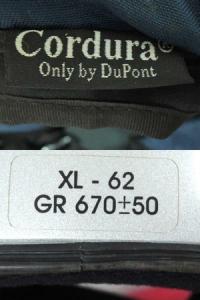 Cordura®
Only by DuPont
XL - 62
GR 670±50